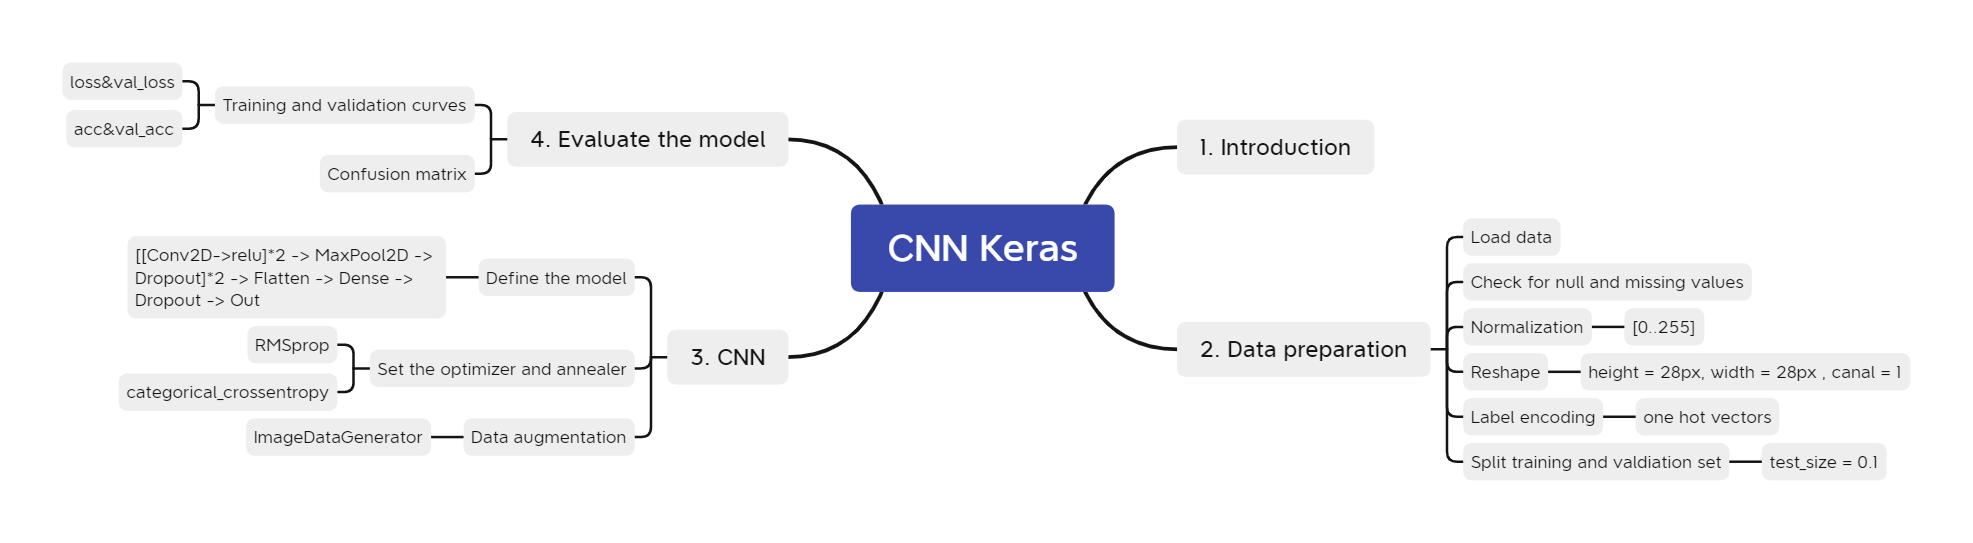 CNN Keras
1. Introduction
2. Data preparation
Load data
Check for null and missing values
Normalization
[0..255]
Reshape
height = 28px, width = 28px , canal = 1
Label encoding
one hot vectors
Split training and valdiation set
test_size = 0.1
3. CNN
Define the model
[[Conv2D->relu]*2 -> MaxPool2D ->
Dropout]*2 -> Flatten -> Dense ->
Dropout -> Out
Set the optimizer and annealer
RMSprop
categorical_crossentropy
Data augmentation
ImageDataGenerator
4. Evaluate the model
Training and validation curves
loss&val_loss
acc&val_acc
Confusion matrix